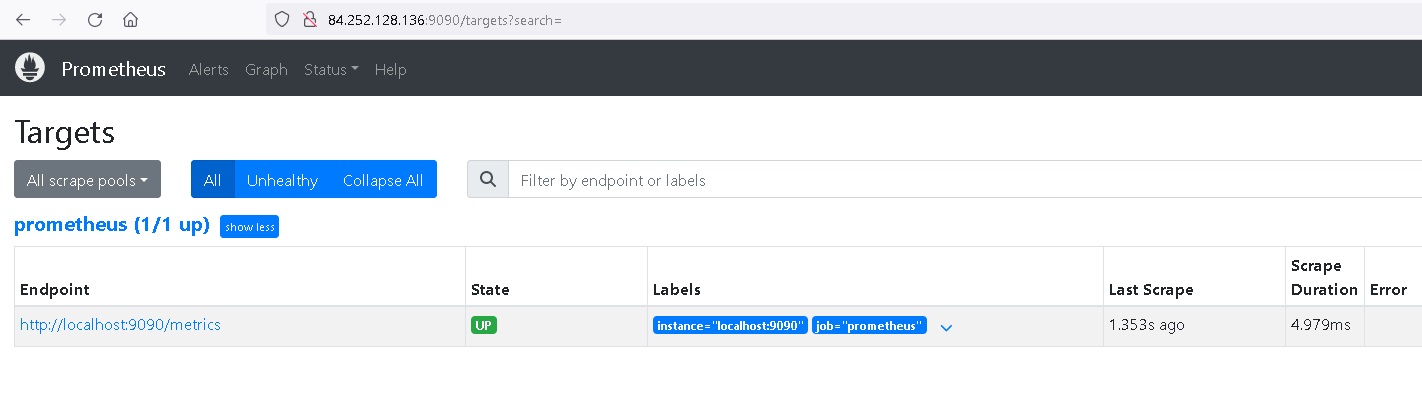 84.252.128.136:9090/targets?search=
Prometheus Alerts Graph Status Help
Targets
All scrape pools All Unhealthy Collapse All Filter by endpoint or labels
prometheus (1/1 up) show less
Endpoint State Labels Last Scrape Scrape Duration Error
http://localhost:9090/metrics UP instance="localhost:9090" job="prometheus" 1.353s ago 4.979ms